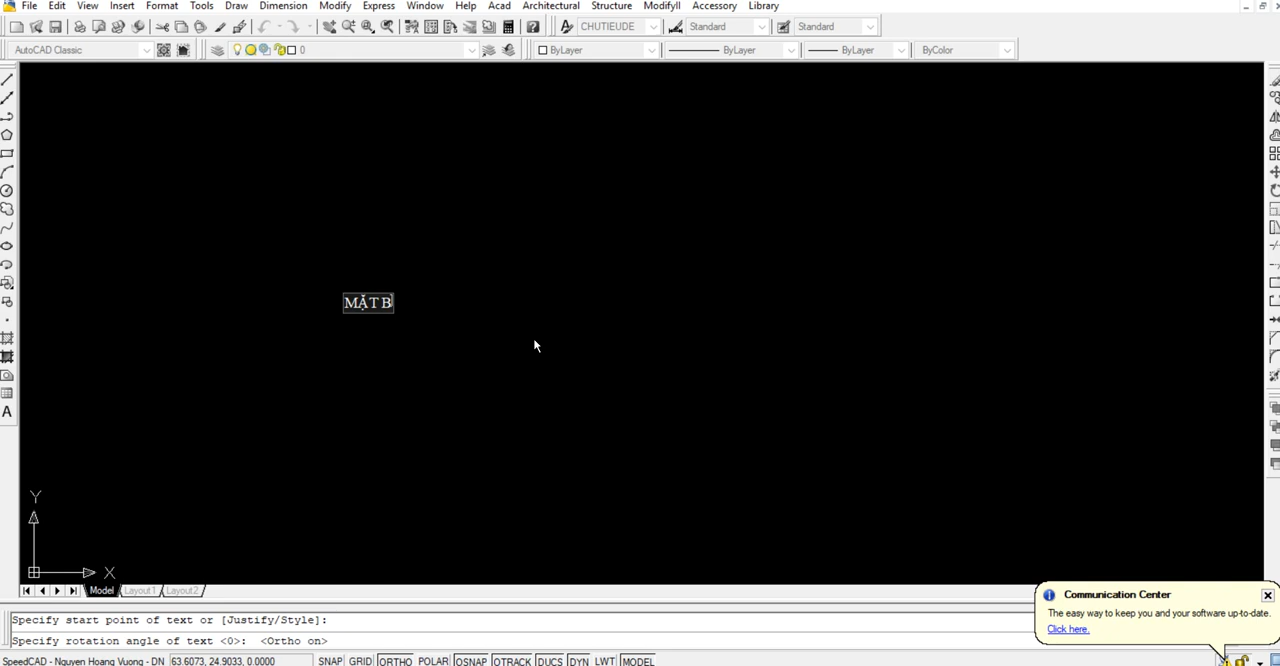 File Edit View Insert Format Tools Draw Dimension Modify Express Window Help Acad Architectural Structure ModifyII Accessory Library
CHUTIEUDE Standard Standard
AutoCAD Classic 0 ByLayer ByLayer ByLayer ByColor
MẶT B
Y
X
Model Layout1 Layout2
Communication Center
The easy way to keep you and your software up-to-date.
Click here.
Specify start point of text or [Justify/Style]:
Specify rotation angle of text <0>: <Ortho on>
SpeedCAD - Nguyen Hoang Vuong - DN 63.6073, 24.9033, 0.0000 SNAP GRID ORTHO POLAR OSNAP OTRACK DUCS LWT MODEL